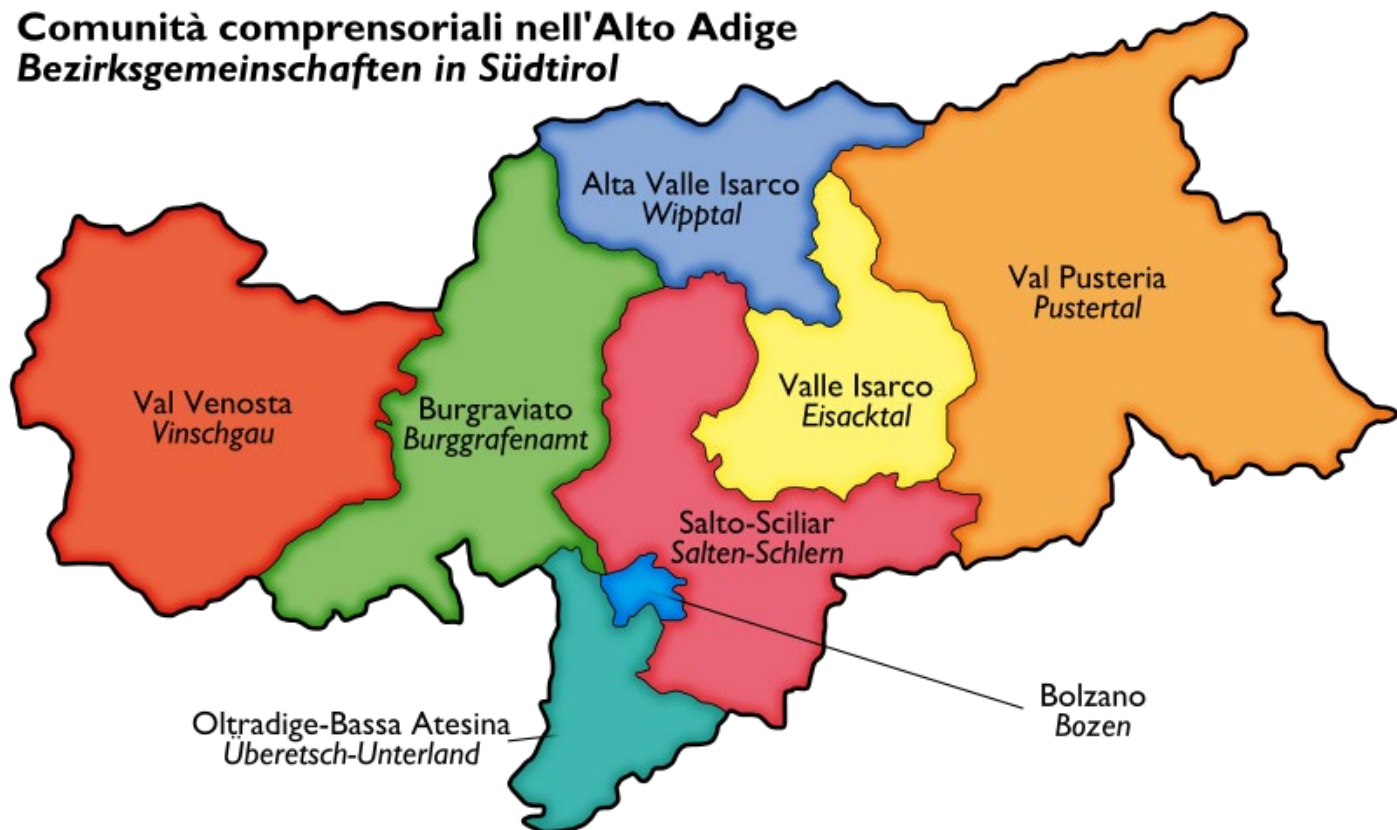 Comunità comprensoriali nell'Alto Adige
Bezirksgemeinschaften in Südtirol
Alta Valle Isarco
Wipptal
Val Pusteria
Pustertal
Val Venosta
Vinschgau
Burgraviato
Burggrafenamt
Valle Isarco
Eisacktal
Salto-Sciliar
Salten-Schlern
Oltradige-Bassa Atesina
Überetsch-Unterland
Bolzano
Bozen